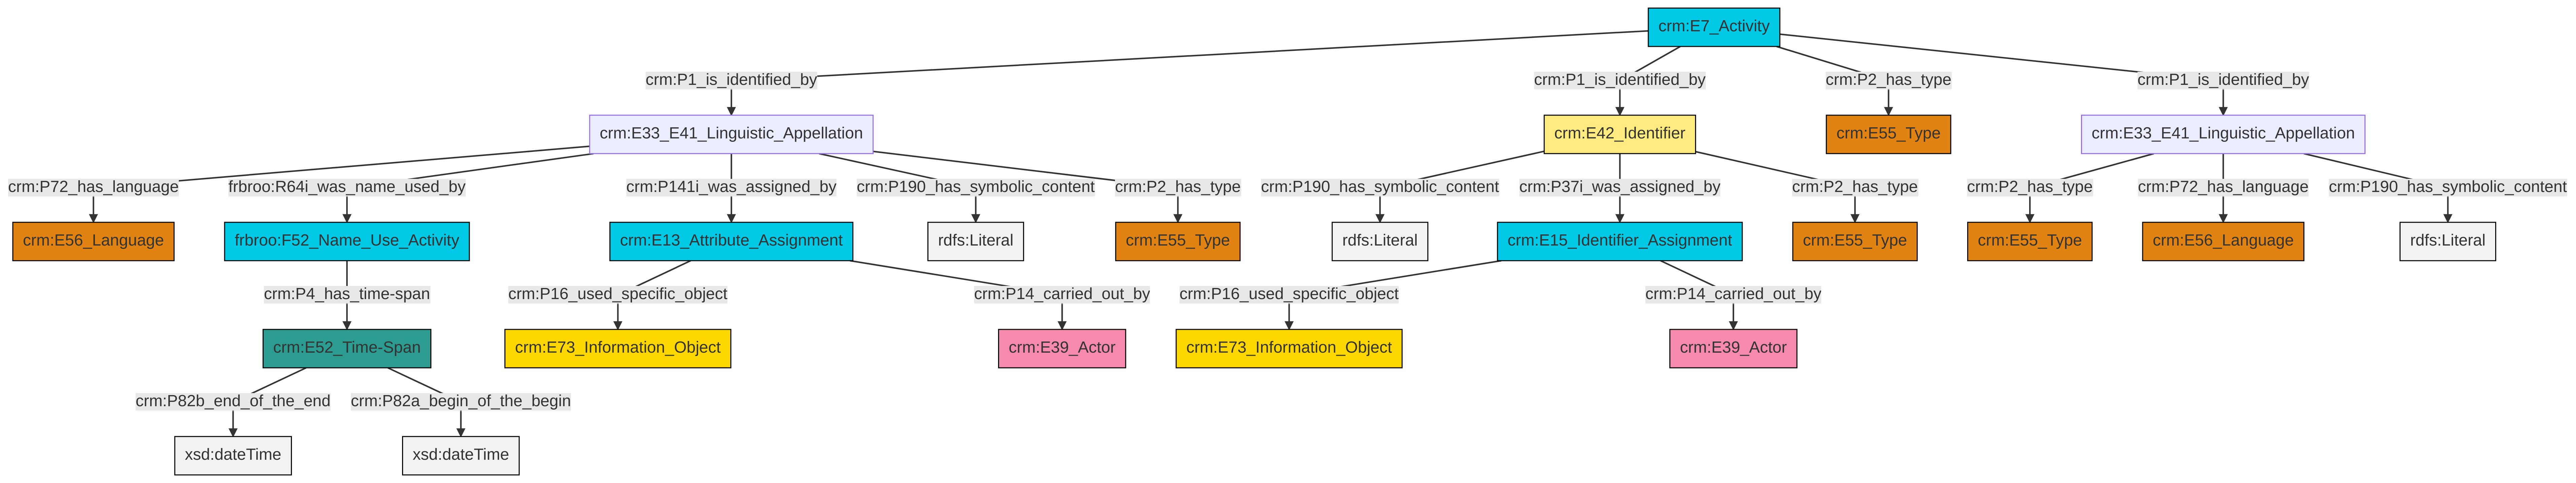 crm:E7_Activity
crm:P1_is_identified_by
crm:P1_is_identified_by
crm:P2_has_type
crm:P1_is_identified_by
crm:E33_E41_Linguistic_Appellation
crm:E42_Identifier
crm:E55_Type
crm:E33_E41_Linguistic_Appellation
crm:P72_has_language
frbroo:R64i_was_name_used_by
crm:P141i_was_assigned_by
crm:P190_has_symbolic_content
crm:P2_has_type
crm:P190_has_symbolic_content
crm:P37i_was_assigned_by
crm:P2_has_type
crm:P2_has_type
crm:P72_has_language
crm:P190_has_symbolic_content
crm:E56_Language
frbroo:F52_Name_Use_Activity
crm:E13_Attribute_Assignment
rdfs:Literal
crm:E55_Type
rdfs:Literal
crm:E15_Identifier_Assignment
crm:E55_Type
crm:E55_Type
crm:E56_Language
rdfs:Literal
crm:P4_has_time-span
crm:P16_used_specific_object
crm:P14_carried_out_by
crm:P16_used_specific_object
crm:P14_carried_out_by
crm:E52_Time-Span
crm:E73_Information_Object
crm:E39_Actor
crm:E73_Information_Object
crm:E39_Actor
crm:P82b_end_of_the_end
crm:P82a_begin_of_the_begin
xsd:dateTime
xsd:dateTime